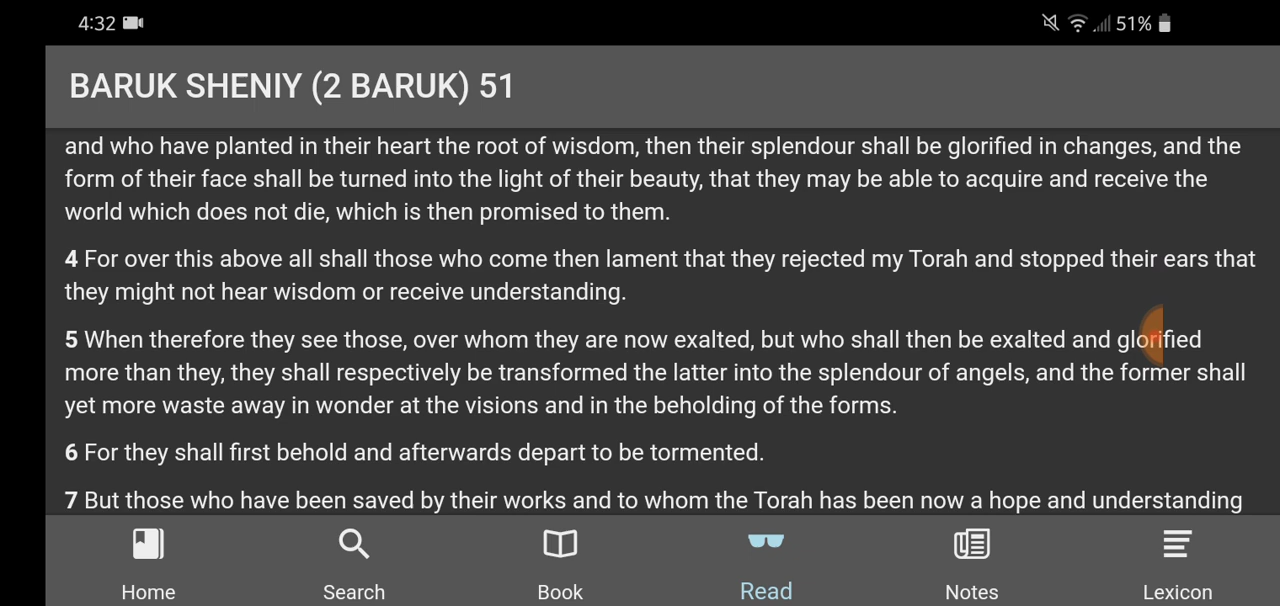 4:32
51%
BARUK SHENIY (2 BARUK) 51
and who have planted in their heart the root of wisdom, then their splendour shall be glorified in changes, and the
form of their face shall be turned into the light of their beauty, that they may be able to acquire and receive the
world which does not die, which is then promised to them.
4 For over this above all shall those who come then lament that they rejected my Torah and stopped their ears that
they might not hear wisdom or receive understanding.
5 When therefore they see those, over whom they are now exalted, but who shall then be exalted and glorified
more than they, they shall respectively be transformed the latter into the splendour of angels, and the former shall
yet more waste away in wonder at the visions and in the beholding of the forms.
6 For they shall first behold and afterwards depart to be tormented.
7 But those who have been saved by their works and to whom the Torah has been now a hope and understanding
Home
Search
Book
Read
Notes
Lexicon